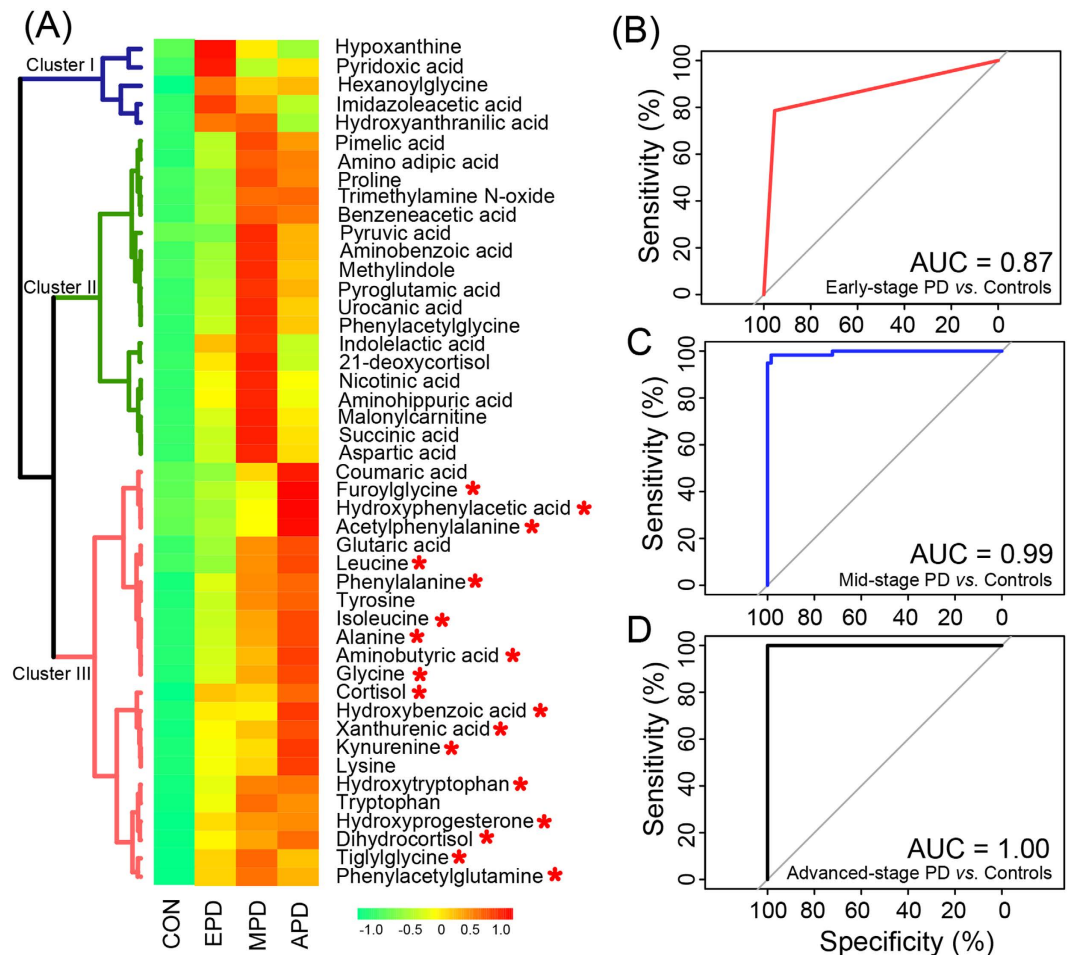 (A)
Cluster I
Cluster II
Cluster III
Hypoxanthine
Pyridoxic acid
Hexanoylglycine
Imidazoleacetic acid
Hydroxyanthranilic acid
Pimelic acid
Amino adipic acid
Proline
Trimethylamine N-oxide
Benzeneacetic acid
Pyruvic acid
Aminobenzoic acid
Methylindole
Pyroglutamic acid
Urocanic acid
Phenylacetylglycine
Indolelactic acid
21-deoxycortisol
Nicotinic acid
Aminohippuric acid
Malonylcarnitine
Succinic acid
Aspartic acid
Coumaric acid
Furoylglycine *
Hydroxyphenylacetic acid *
Acetylphenylalanine *
Glutaric acid
Leucine *
Phenylalanine *
Tyrosine
Isoleucine *
Alanine *
Aminobutyric acid *
Glycine *
Cortisol *
Hydroxybenzoic acid *
Xanthurenic acid *
Kynurenine *
Lysine
Hydroxytryptophan *
Tryptophan
Hydroxyprogesterone *
Dihydrocortisol *
Tiglylglycine *
Phenylacetylglutamine *
CON EPD MPD APD
-1.0 -0.5 0 0.5 1.0
(B)
Sensitivity (%)
100
80
60
40
20
0
AUC = 0.87
Early-stage PD vs. Controls
100 80 60 40 20 0
C
Sensitivity (%)
100
80
60
40
20
0
AUC = 0.99
Mid-stage PD vs. Controls
100 80 60 40 20 0
D
Sensitivity (%)
100
80
60
40
20
0
AUC = 1.00
Advanced-stage PD vs. Controls
100 80 60 40 20 0
Specificity (%)